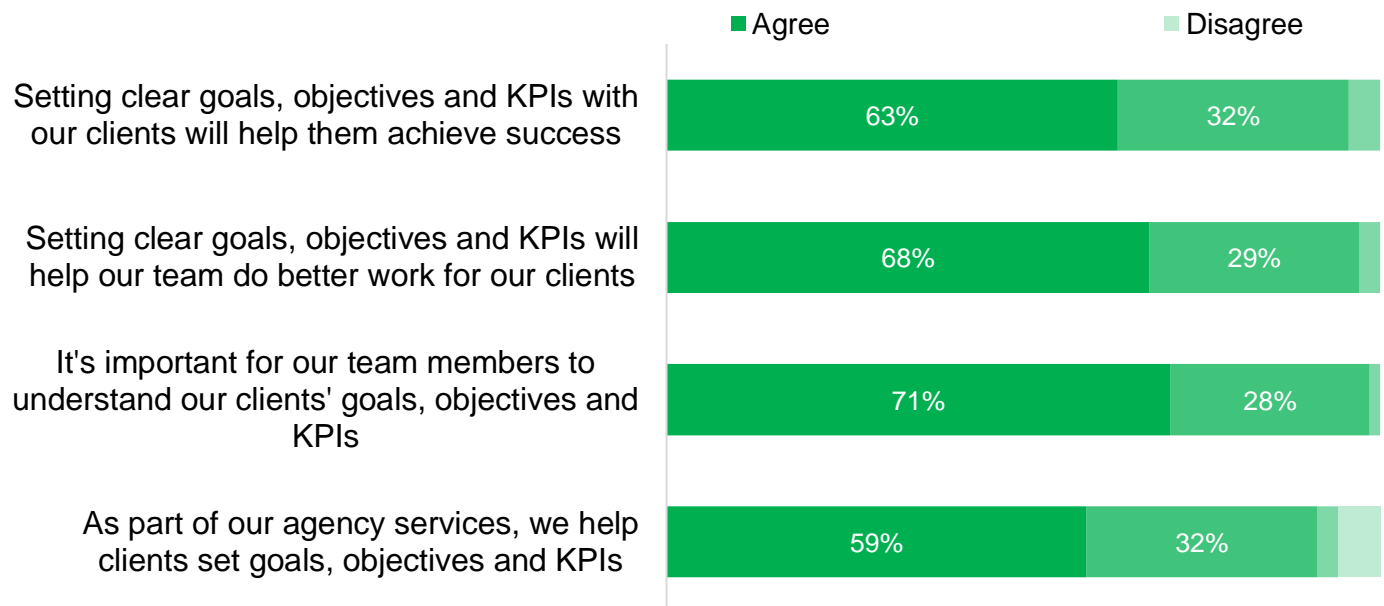 Agree Disagree
Setting clear goals, objectives and KPIs with
our clients will help them achieve success
63% 32%
Setting clear goals, objectives and KPIs will
help our team do better work for our clients
68% 29%
It's important for our team members to
understand our clients' goals, objectives and
KPIs
71% 28%
As part of our agency services, we help
clients set goals, objectives and KPIs
59% 32%